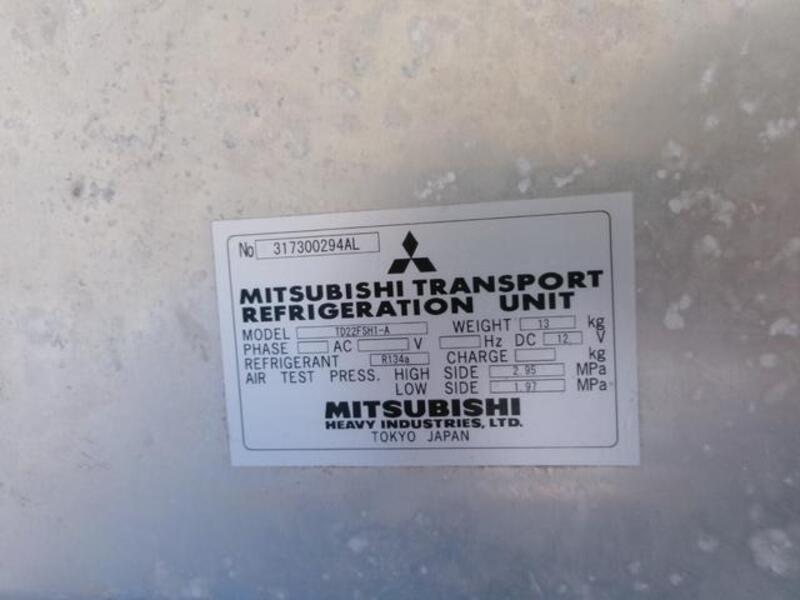 No 317300294AL
MITSUBISHI TRANSPORT
REFRIGERATION UNIT
MODEL TD22FSH1-A WEIGHT 13 kg
PHASE AC V Hz DC 12 V
REFRIGERANT R134a CHARGE kg
AIR TEST PRESS. HIGH SIDE 2.95 MPa
LOW SIDE 1.97 MPa
MITSUBISHI
HEAVY INDUSTRIES, LTD.
TOKYO JAPAN